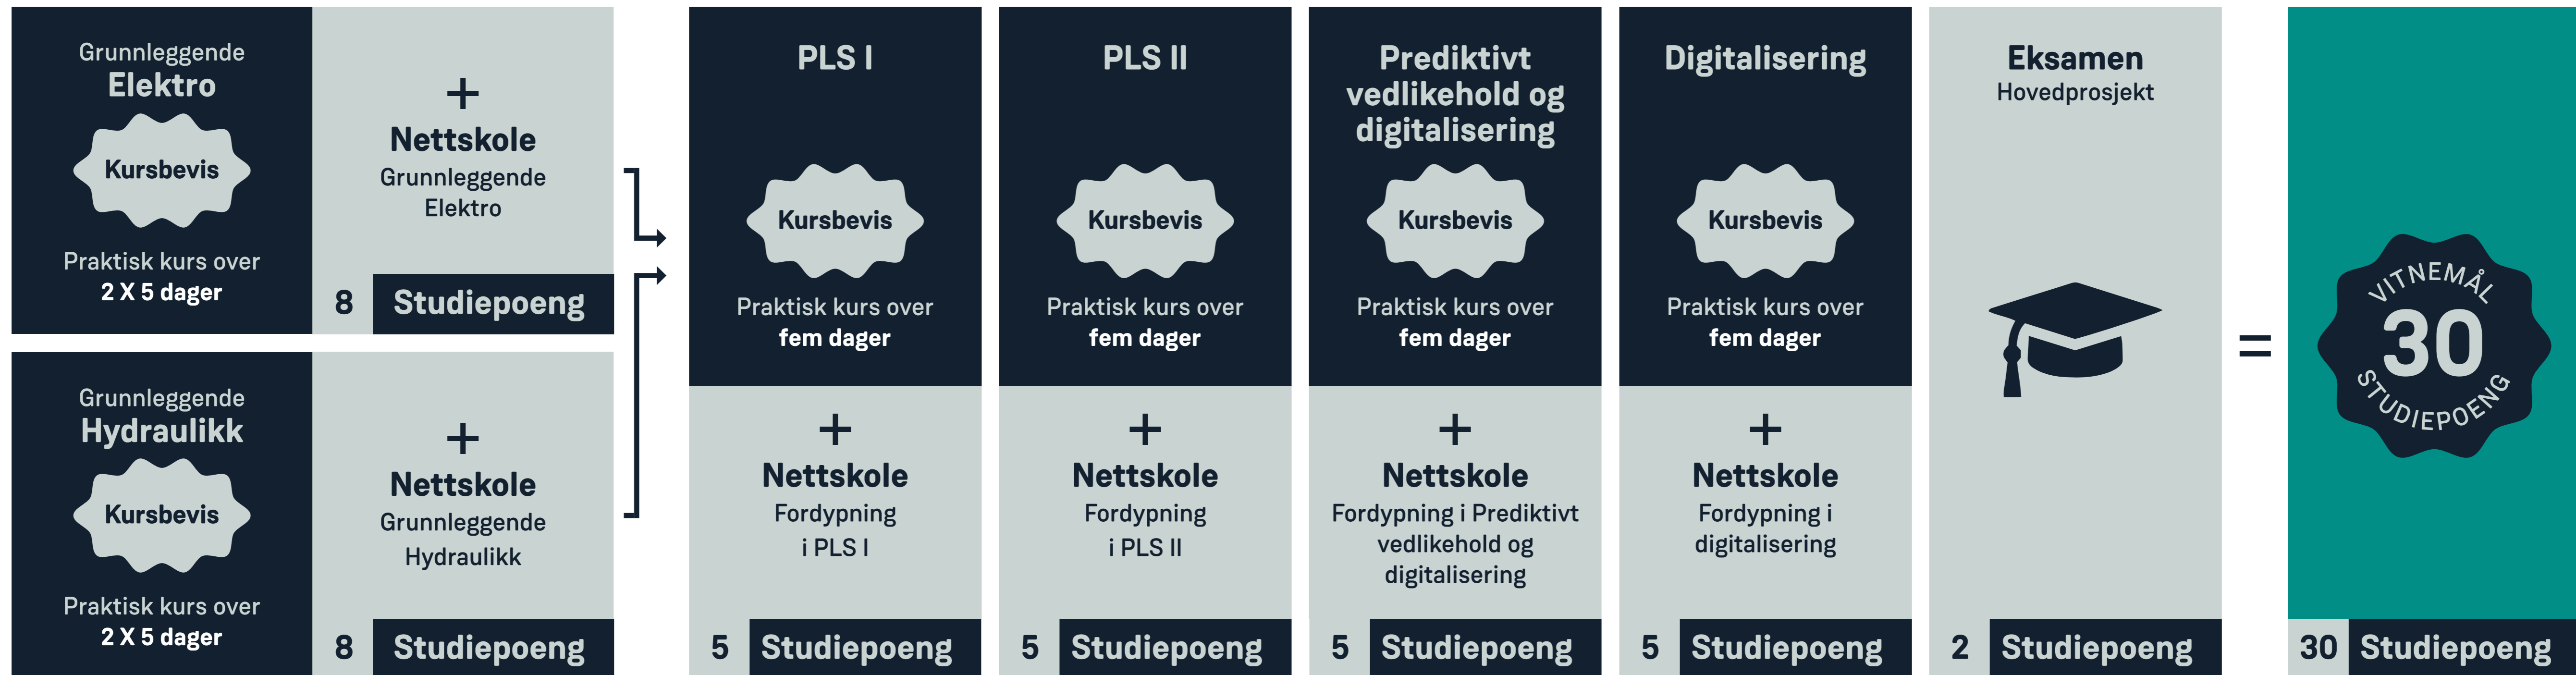 Grunnleggende
Elektro
Kursbevis
Praktisk kurs over
2 X 5 dager
+
Nettskole
Grunnleggende
Elektro
8 Studiepoeng
Grunnleggende
Hydraulikk
Kursbevis
Praktisk kurs over
2 X 5 dager
+
Nettskole
Grunnleggende
Hydraulikk
8 Studiepoeng
PLS I
Kursbevis
Praktisk kurs over
fem dager
+
Nettskole
Fordypning
i PLS I
5 Studiepoeng
PLS II
Kursbevis
Praktisk kurs over
fem dager
+
Nettskole
Fordypning
i PLS II
5 Studiepoeng
Prediktivt
vedlikehold og
digitalisering
Kursbevis
Praktisk kurs over
fem dager
+
Nettskole
Fordypning i Prediktivt
vedlikehold og
digitalisering
5 Studiepoeng
Digitalisering
Kursbevis
Praktisk kurs over
fem dager
+
Nettskole
Fordypning i
digitalisering
5 Studiepoeng
Eksamen
Hovedprosjekt
2 Studiepoeng
=
VITNEMÅL
30
STUDIEPOENG
30 Studiepoeng